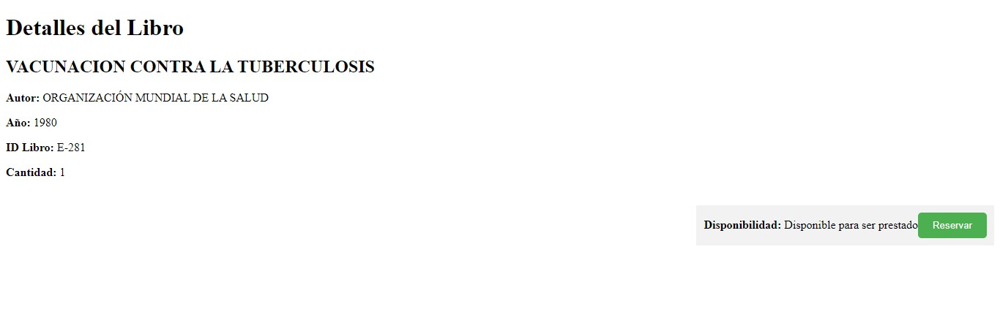 Detalles del Libro
VACUNACION CONTRA LA TUBERCULOSIS
Autor: ORGANIZACIÓN MUNDIAL DE LA SALUD
Año: 1980
ID Libro: E-281
Cantidad: 1
Disponibilidad: Disponible para ser prestado Reservar